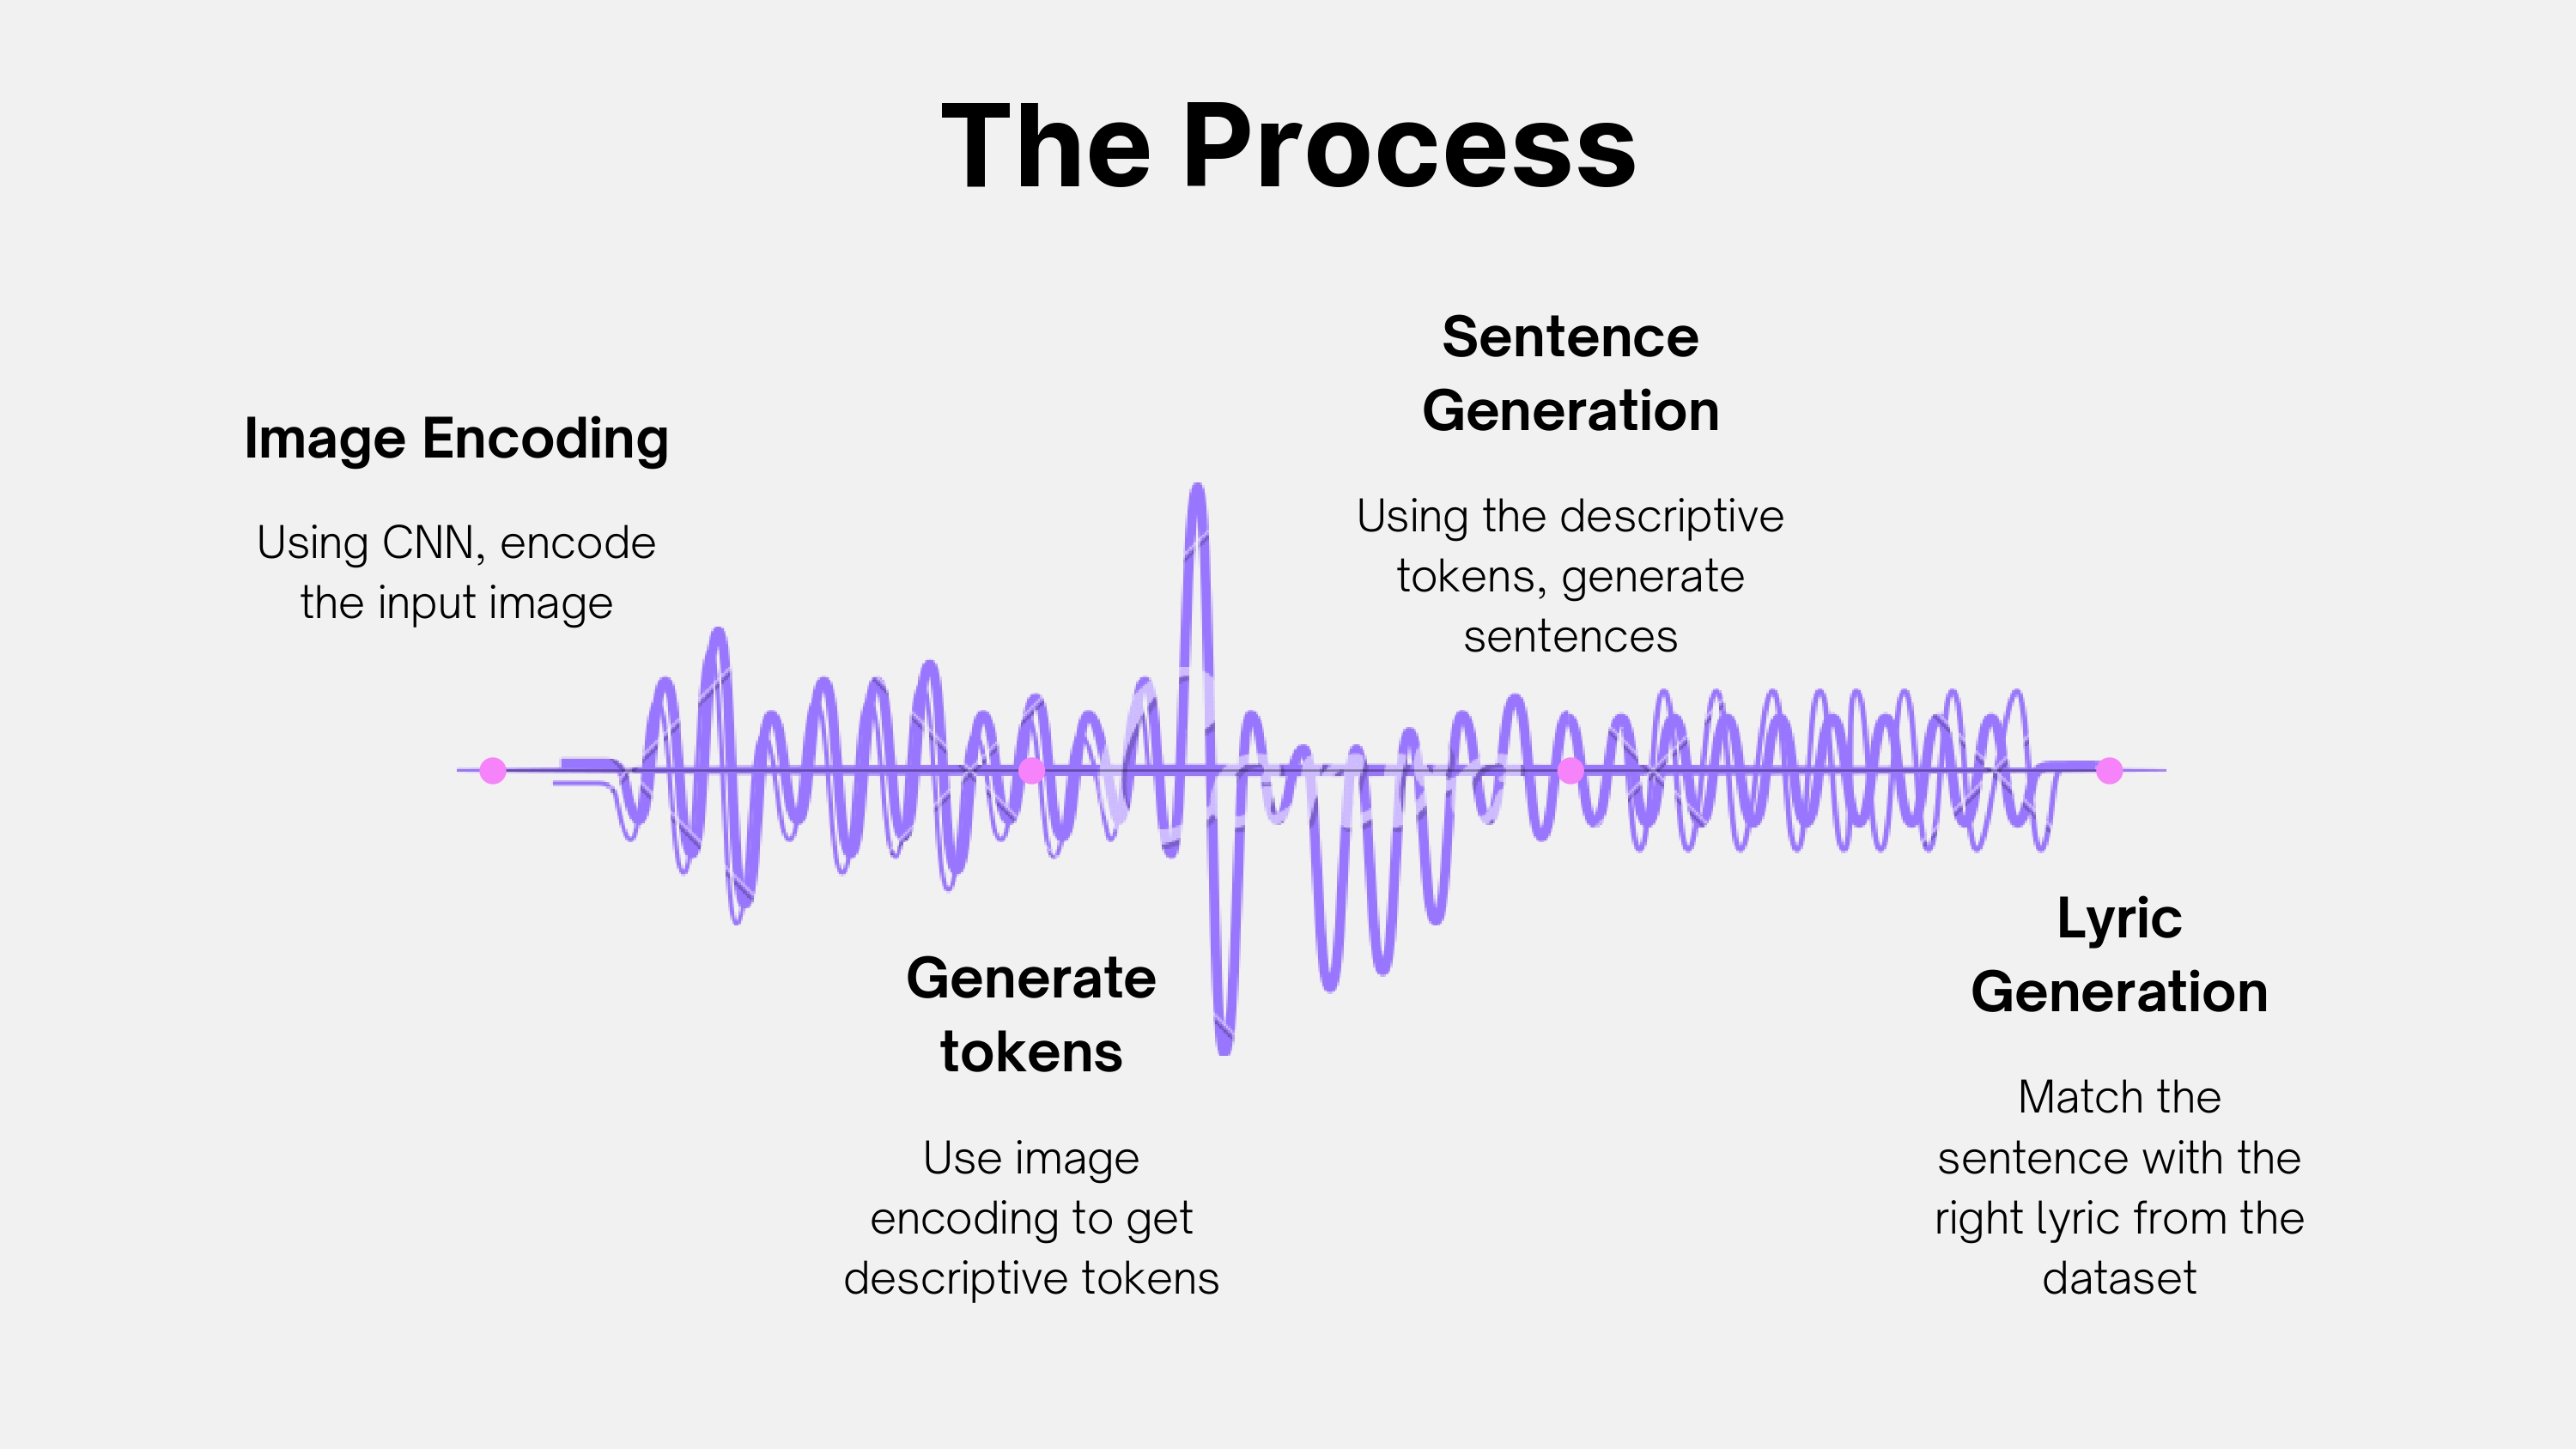 The Process
Image Encoding
Using CNN, encode
the input image
Generate
tokens
Use image
encoding to get
descriptive tokens
Sentence
Generation
Using the descriptive
tokens, generate
sentences
Lyric
Generation
Match the
sentence with the
right lyric from the
dataset
Canva